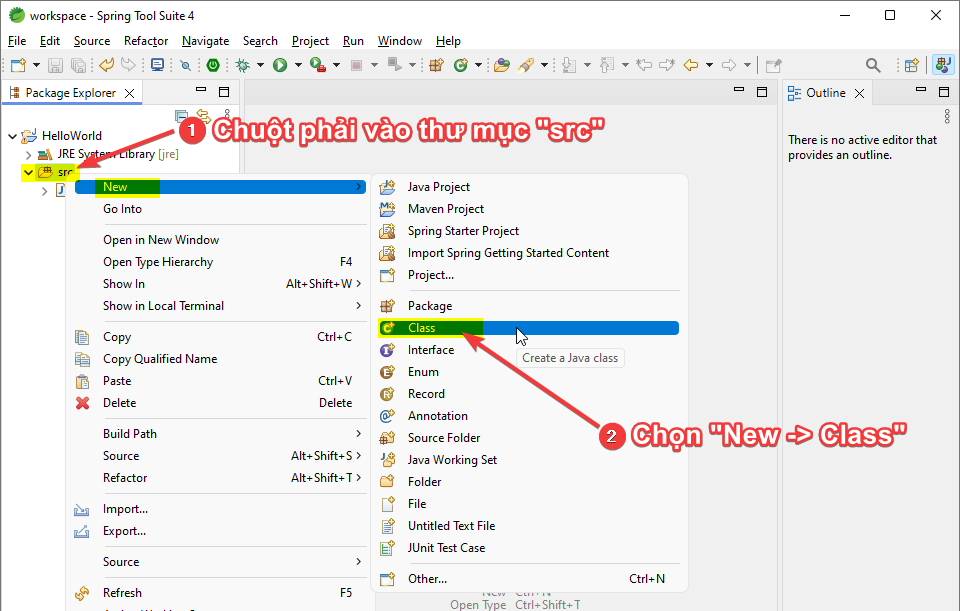 workspace - Spring Tool Suite 4
File Edit Source Refactor Navigate Search Project Run Window Help
Package Explorer
Outline
HelloWorld
JRE System Library [jre]
src
1 Chuột phải vào thư mục "src"
There is no active editor that
provides an outline.
New
Go Into
Open in New Window
Open Type Hierarchy F4
Show In Alt+Shift+W
Show in Local Terminal
Copy Ctrl+C
Copy Qualified Name
Paste Ctrl+V
Delete Delete
Build Path
Source Alt+Shift+S
Refactor Alt+Shift+T
Import...
Export...
Source
Refresh F5
Java Project
Maven Project
Spring Starter Project
Import Spring Getting Started Content
Project...
Package
Class
Interface
Create a Java class
Enum
Record
Annotation
2 Chọn "New -> Class"
Source Folder
Java Working Set
Folder
File
Untitled Text File
JUnit Test Case
Other... Ctrl+N
New Ctrl+N
Open Type Ctrl+Shift+T